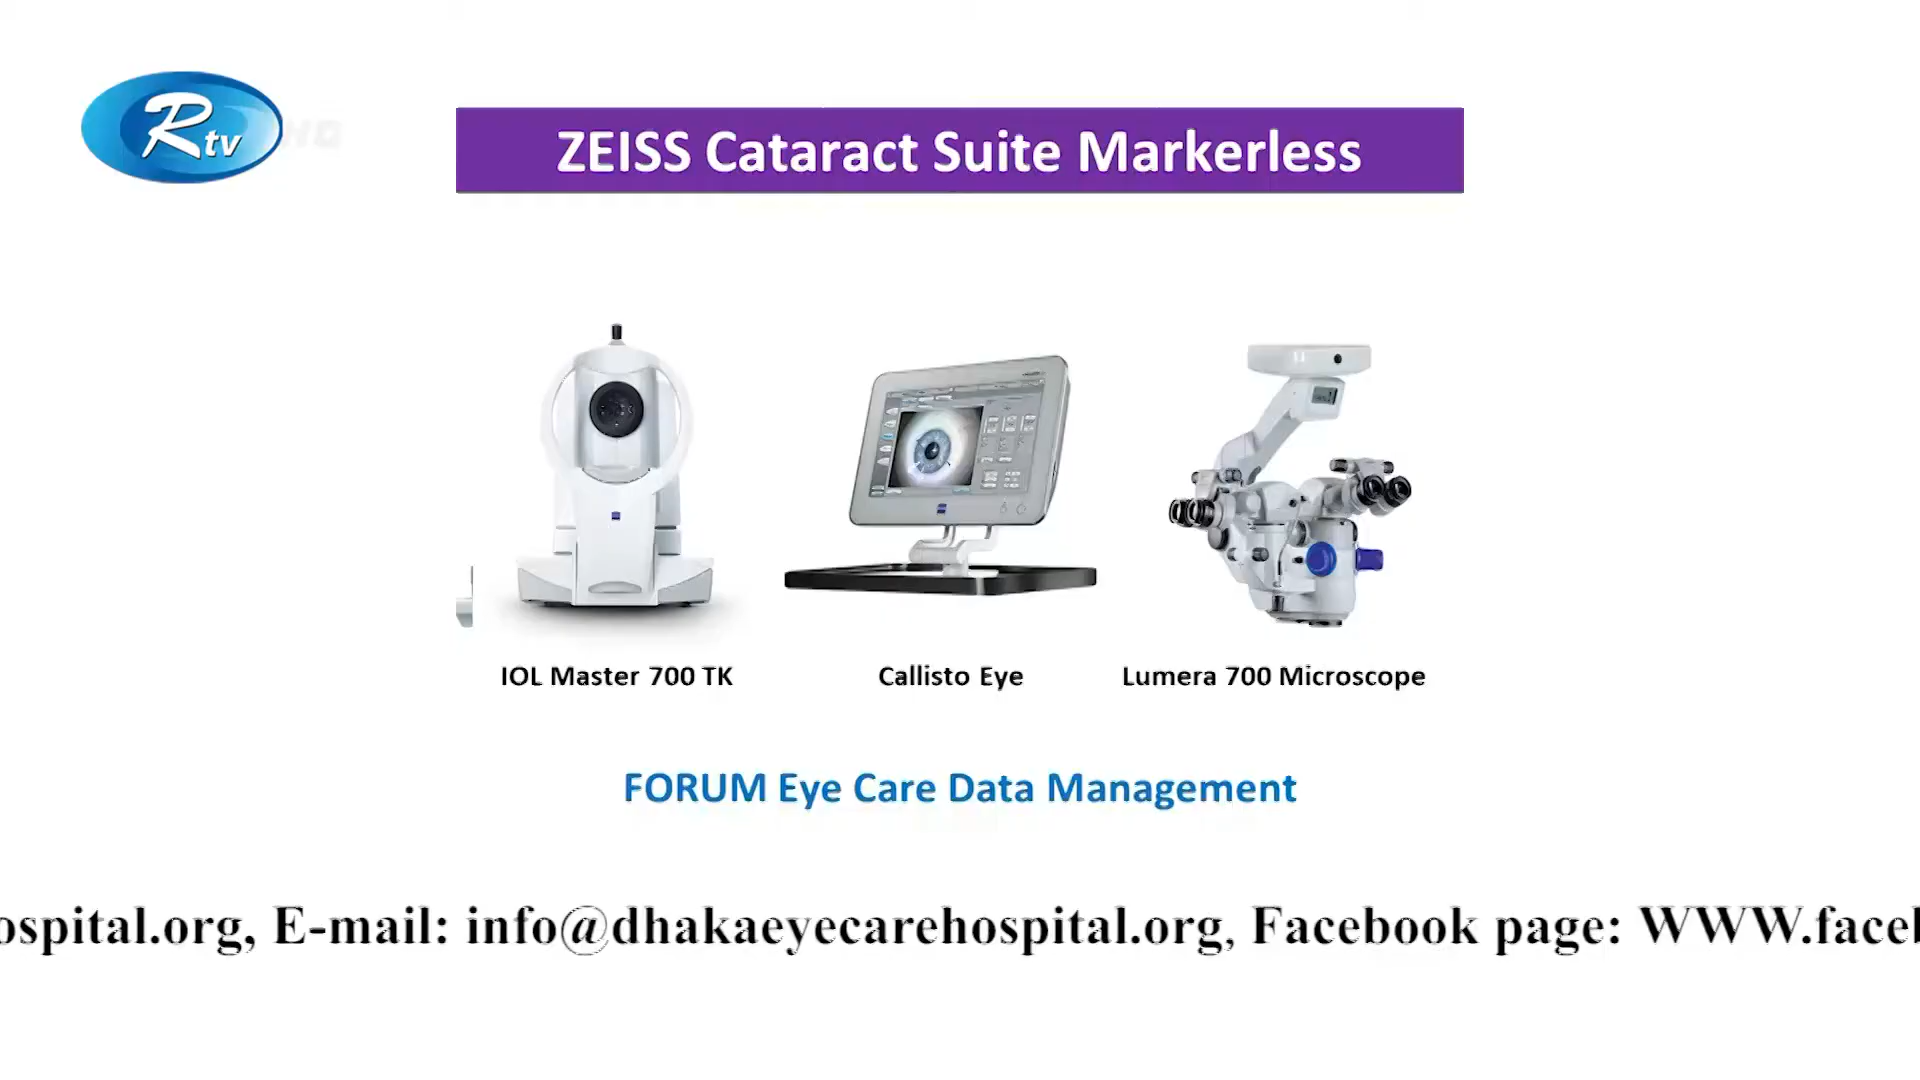 Rtv
ZEISS Cataract Suite Markerless
IOL Master 700 TK
Callisto Eye
Lumera 700 Microscope
FORUM Eye Care Data Management
ospital.org, E-mail: info@dhakaeyecarehospital.org, Facebook page: WWW.face